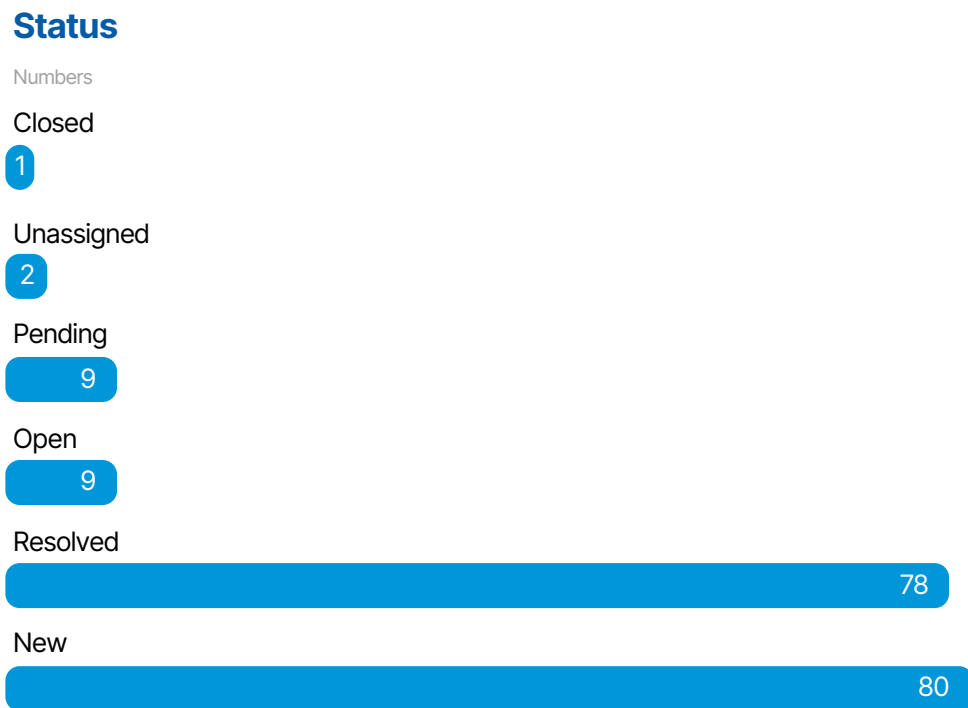 Status
Numbers
Closed
1
Unassigned
2
Pending
9
Open
9
Resolved
78
New
80